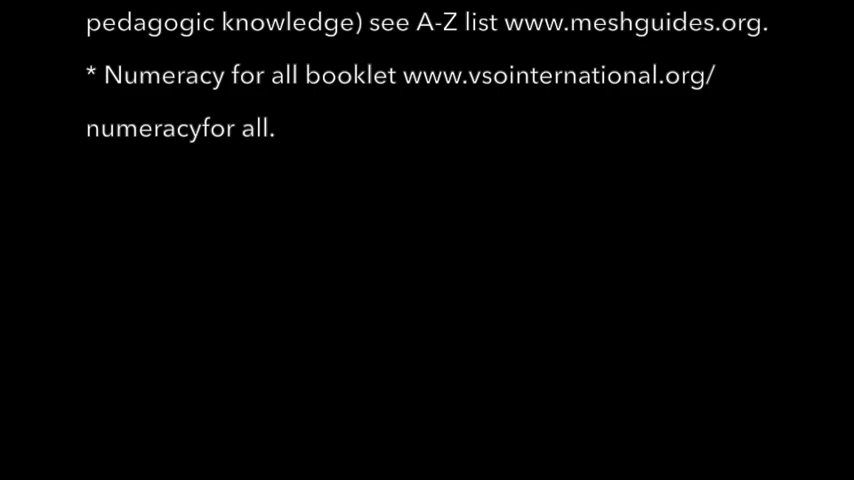 pedagogic knowledge) see A-Z list www.meshguides.org.
* Numeracy for all booklet www.vsointernational.org/
numeracyfor all.